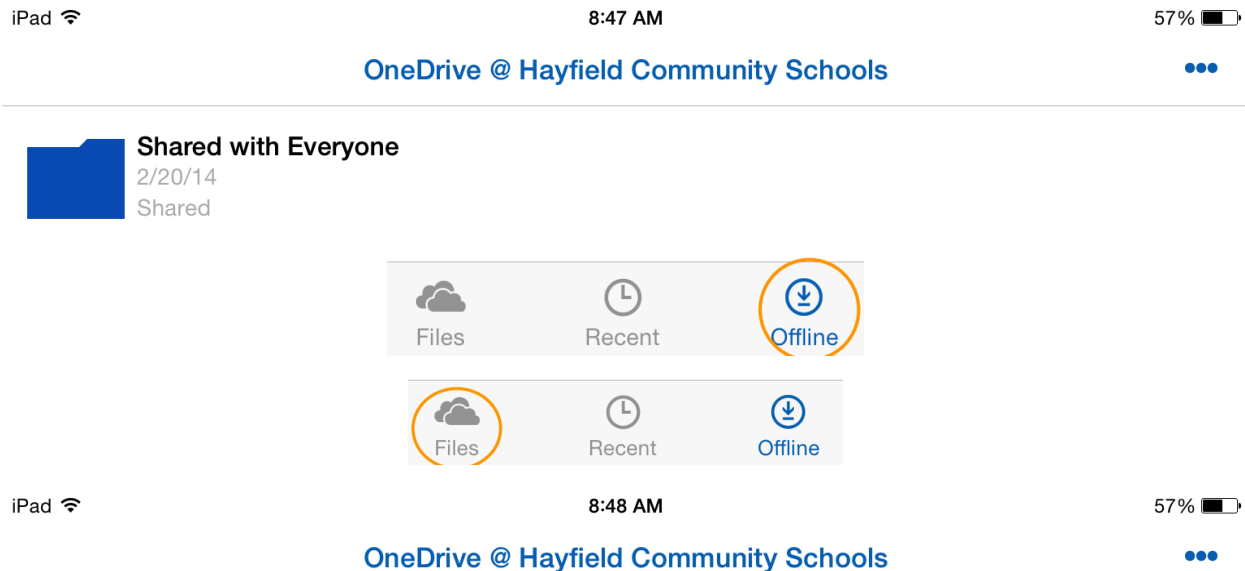 iPad 8:47 AM 57%
OneDrive @ Hayfield Community Schools
Shared with Everyone
2/20/14
Shared
Files Recent Offline
Files Recent Offline
iPad 8:48 AM 57%
OneDrive @ Hayfield Community Schools